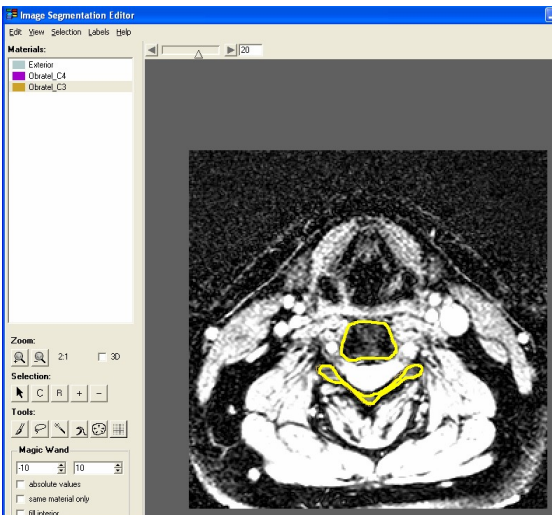 Image Segmentation Editor
Edit View Selection Labels Help
Materials:
20
Exterior
Obratel_C4
Obratel_C3
Zoom:
2:1
3D
Selection:
C R + -
Tools:
Magic Wand
-10 10
absolute values
same material only
fill interior